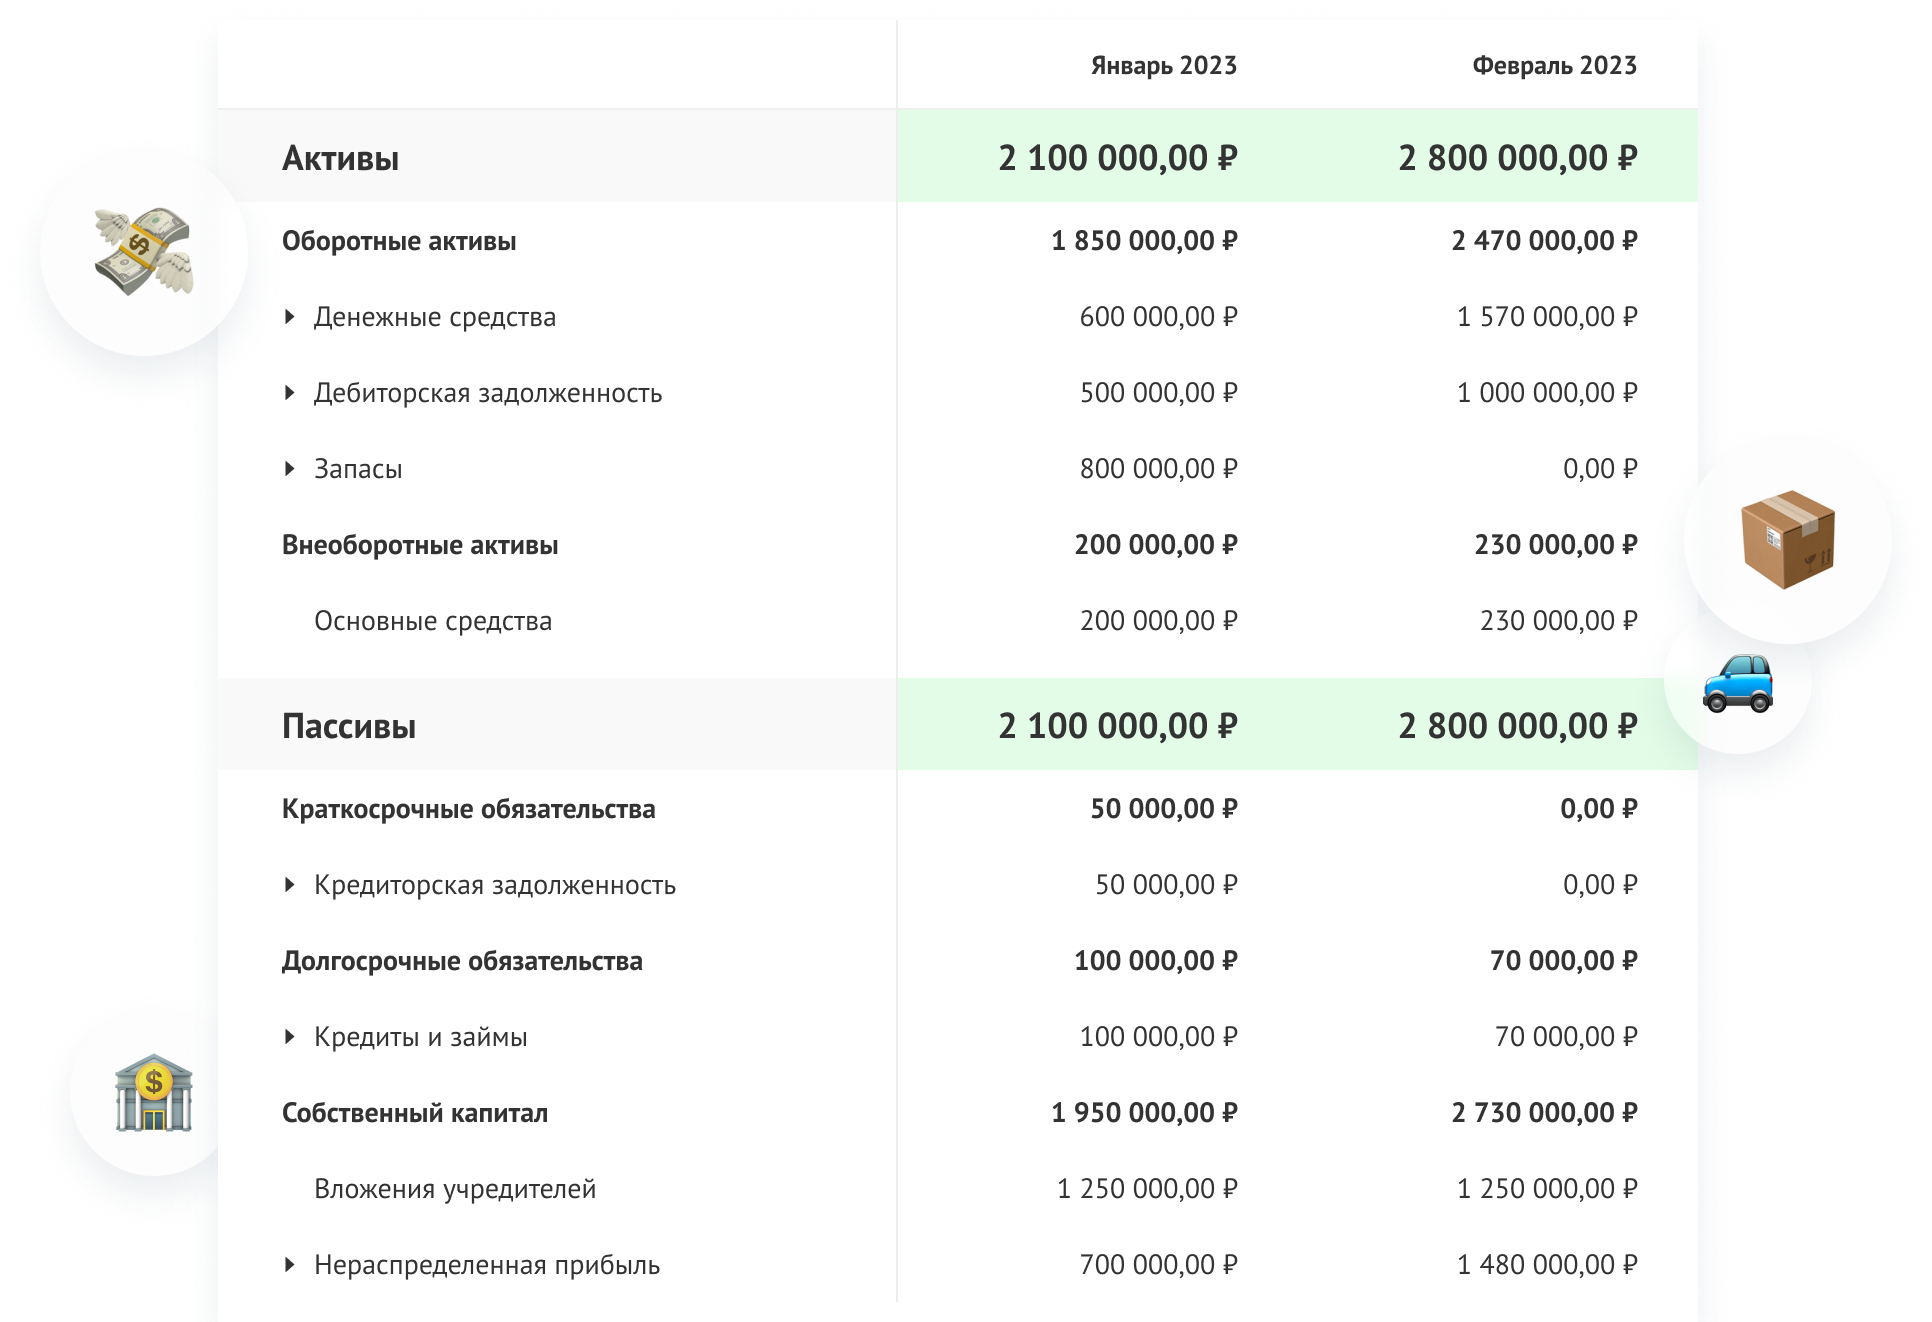 Январь 2023 Февраль 2023
Активы 2 100 000,00 ₽ 2 800 000,00 ₽
Оборотные активы 1 850 000,00 ₽ 2 470 000,00 ₽
Денежные средства 600 000,00 ₽ 1 570 000,00 ₽
Дебиторская задолженность 500 000,00 ₽ 1 000 000,00 ₽
Запасы 800 000,00 ₽ 0,00 ₽
Внеоборотные активы 200 000,00 ₽ 230 000,00 ₽
Основные средства 200 000,00 ₽ 230 000,00 ₽
Пассивы 2 100 000,00 ₽ 2 800 000,00 ₽
Краткосрочные обязательства 50 000,00 ₽ 0,00 ₽
Кредиторская задолженность 50 000,00 ₽ 0,00 ₽
Долгосрочные обязательства 100 000,00 ₽ 70 000,00 ₽
Кредиты и займы 100 000,00 ₽ 70 000,00 ₽
Собственный капитал 1 950 000,00 ₽ 2 730 000,00 ₽
Вложения учредителей 1 250 000,00 ₽ 1 250 000,00 ₽
Нераспределенная прибыль 700 000,00 ₽ 1 480 000,00 ₽